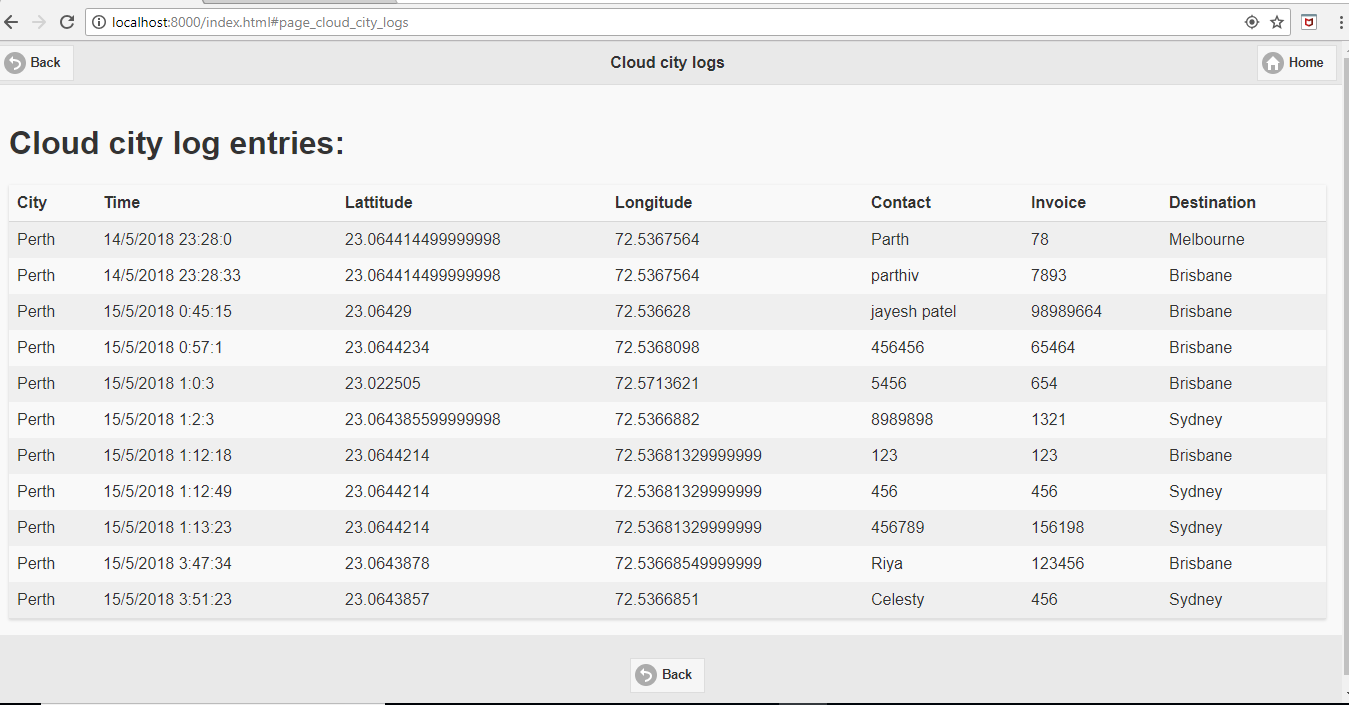 localhost:8000/index.html#page_cloud_city_logs
Back Cloud city logs Home
Cloud city log entries:
City Time Lattitude Longitude Contact Invoice Destination
Perth 14/5/2018 23:28:0 23.064414499999998 72.5367564 Parth 78 Melbourne
Perth 14/5/2018 23:28:33 23.064414499999998 72.5367564 parthiv 7893 Brisbane
Perth 15/5/2018 0:45:15 23.06429 72.536628 jayesh patel 98989664 Brisbane
Perth 15/5/2018 0:57:1 23.0644234 72.5368098 456456 65464 Brisbane
Perth 15/5/2018 1:0:3 23.022505 72.5713621 5456 654 Brisbane
Perth 15/5/2018 1:2:3 23.064385599999998 72.5366882 8989898 1321 Sydney
Perth 15/5/2018 1:12:18 23.0644214 72.53681329999999 123 123 Brisbane
Perth 15/5/2018 1:12:49 23.0644214 72.53681329999999 456 456 Sydney
Perth 15/5/2018 1:13:23 23.0644214 72.53681329999999 456789 156198 Sydney
Perth 15/5/2018 3:47:34 23.0643878 72.53668549999999 Riya 123456 Brisbane
Perth 15/5/2018 3:51:23 23.0643857 72.5366851 Celesty 456 Sydney
Back